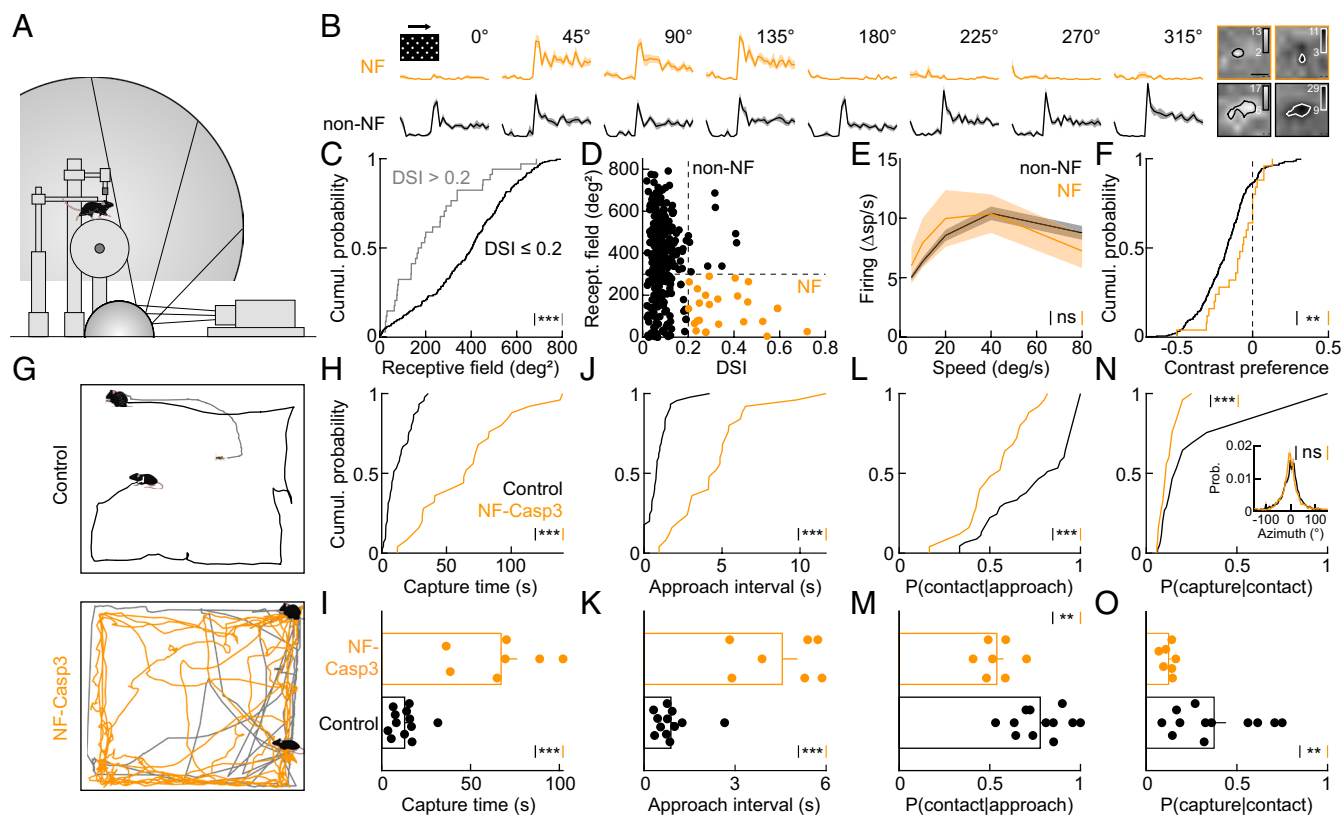 A
B
0° 45° 90° 135° 180° 225° 270° 315°
NF
non-NF
13
2
11
3
17
29
9
C
Cumul. probability
1
0.5
0
DSI > 0.2
DSI ≤ 0.2
***
0 200 400 600 800
Receptive field (deg²)
D
Recept. field (deg²)
800
600
400
200
0
non-NF
NF
0 0.2 0.4 0.6 0.8
DSI
E
Firing (Δsp/s)
15
10
5
0
non-NF
NF
ns
20 40 60 80
Speed (deg/s)
F
Cumul. probability
1
0.5
0
**
-0.5 0 0.5
Contrast preference
G
Control
NF-Casp3
H
Cumul. probability
1
0.5
0
Control
NF-Casp3
***
0 50 100
Capture time (s)
J
1
0.5
0
***
0 5 10
Approach interval (s)
L
1
0.5
0
***
0 0.5 1
P(contact|approach)
N
1
0.5
0
***
0.02
0.01
0
Prob.
ns
-100 0 100
Azimuth (°)
0 0.5 1
P(capture|contact)
I
NF-
Casp3
Control
***
0 50 100
Capture time (s)
K
***
0 3 6
Approach interval (s)
M
**
0 0.5 1
P(contact|approach)
O
**
0 0.5 1
P(capture|contact)